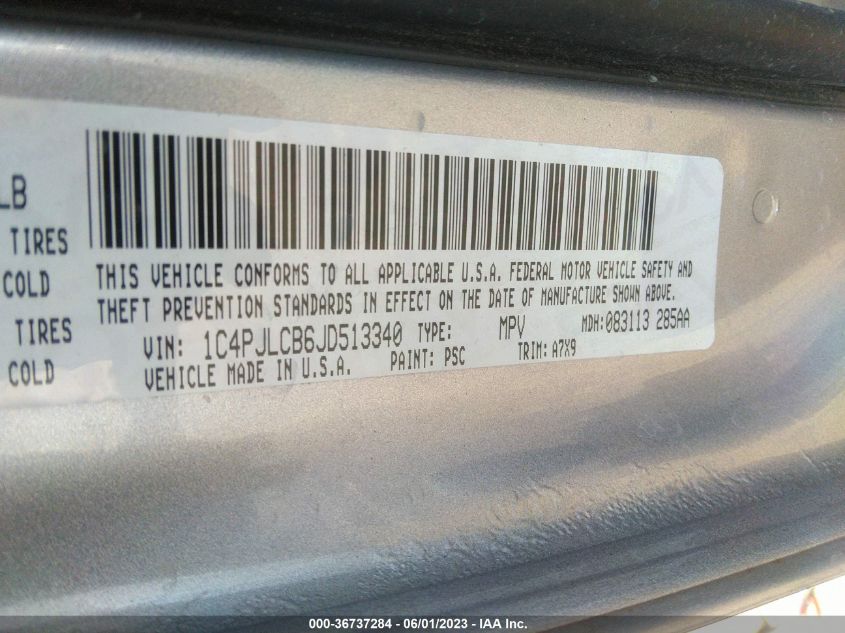 LB
TIRES
COLD
TIRES
COLD
THIS VEHICLE CONFORMS TO ALL APPLICABLE U.S.A. FEDERAL MOTOR VEHICLE SAFETY AND
THEFT PREVENTION STANDARDS IN EFFECT ON THE DATE OF MANUFACTURE SHOWN ABOVE.
VIN: 1C4PJLCB6JD513340 TYPE: MPV MDH: 083113 285AA
VEHICLE MADE IN U.S.A. PAINT: PSC TRIM: A7X9
000-36737284 - 06/01/2023 - IAA Inc.